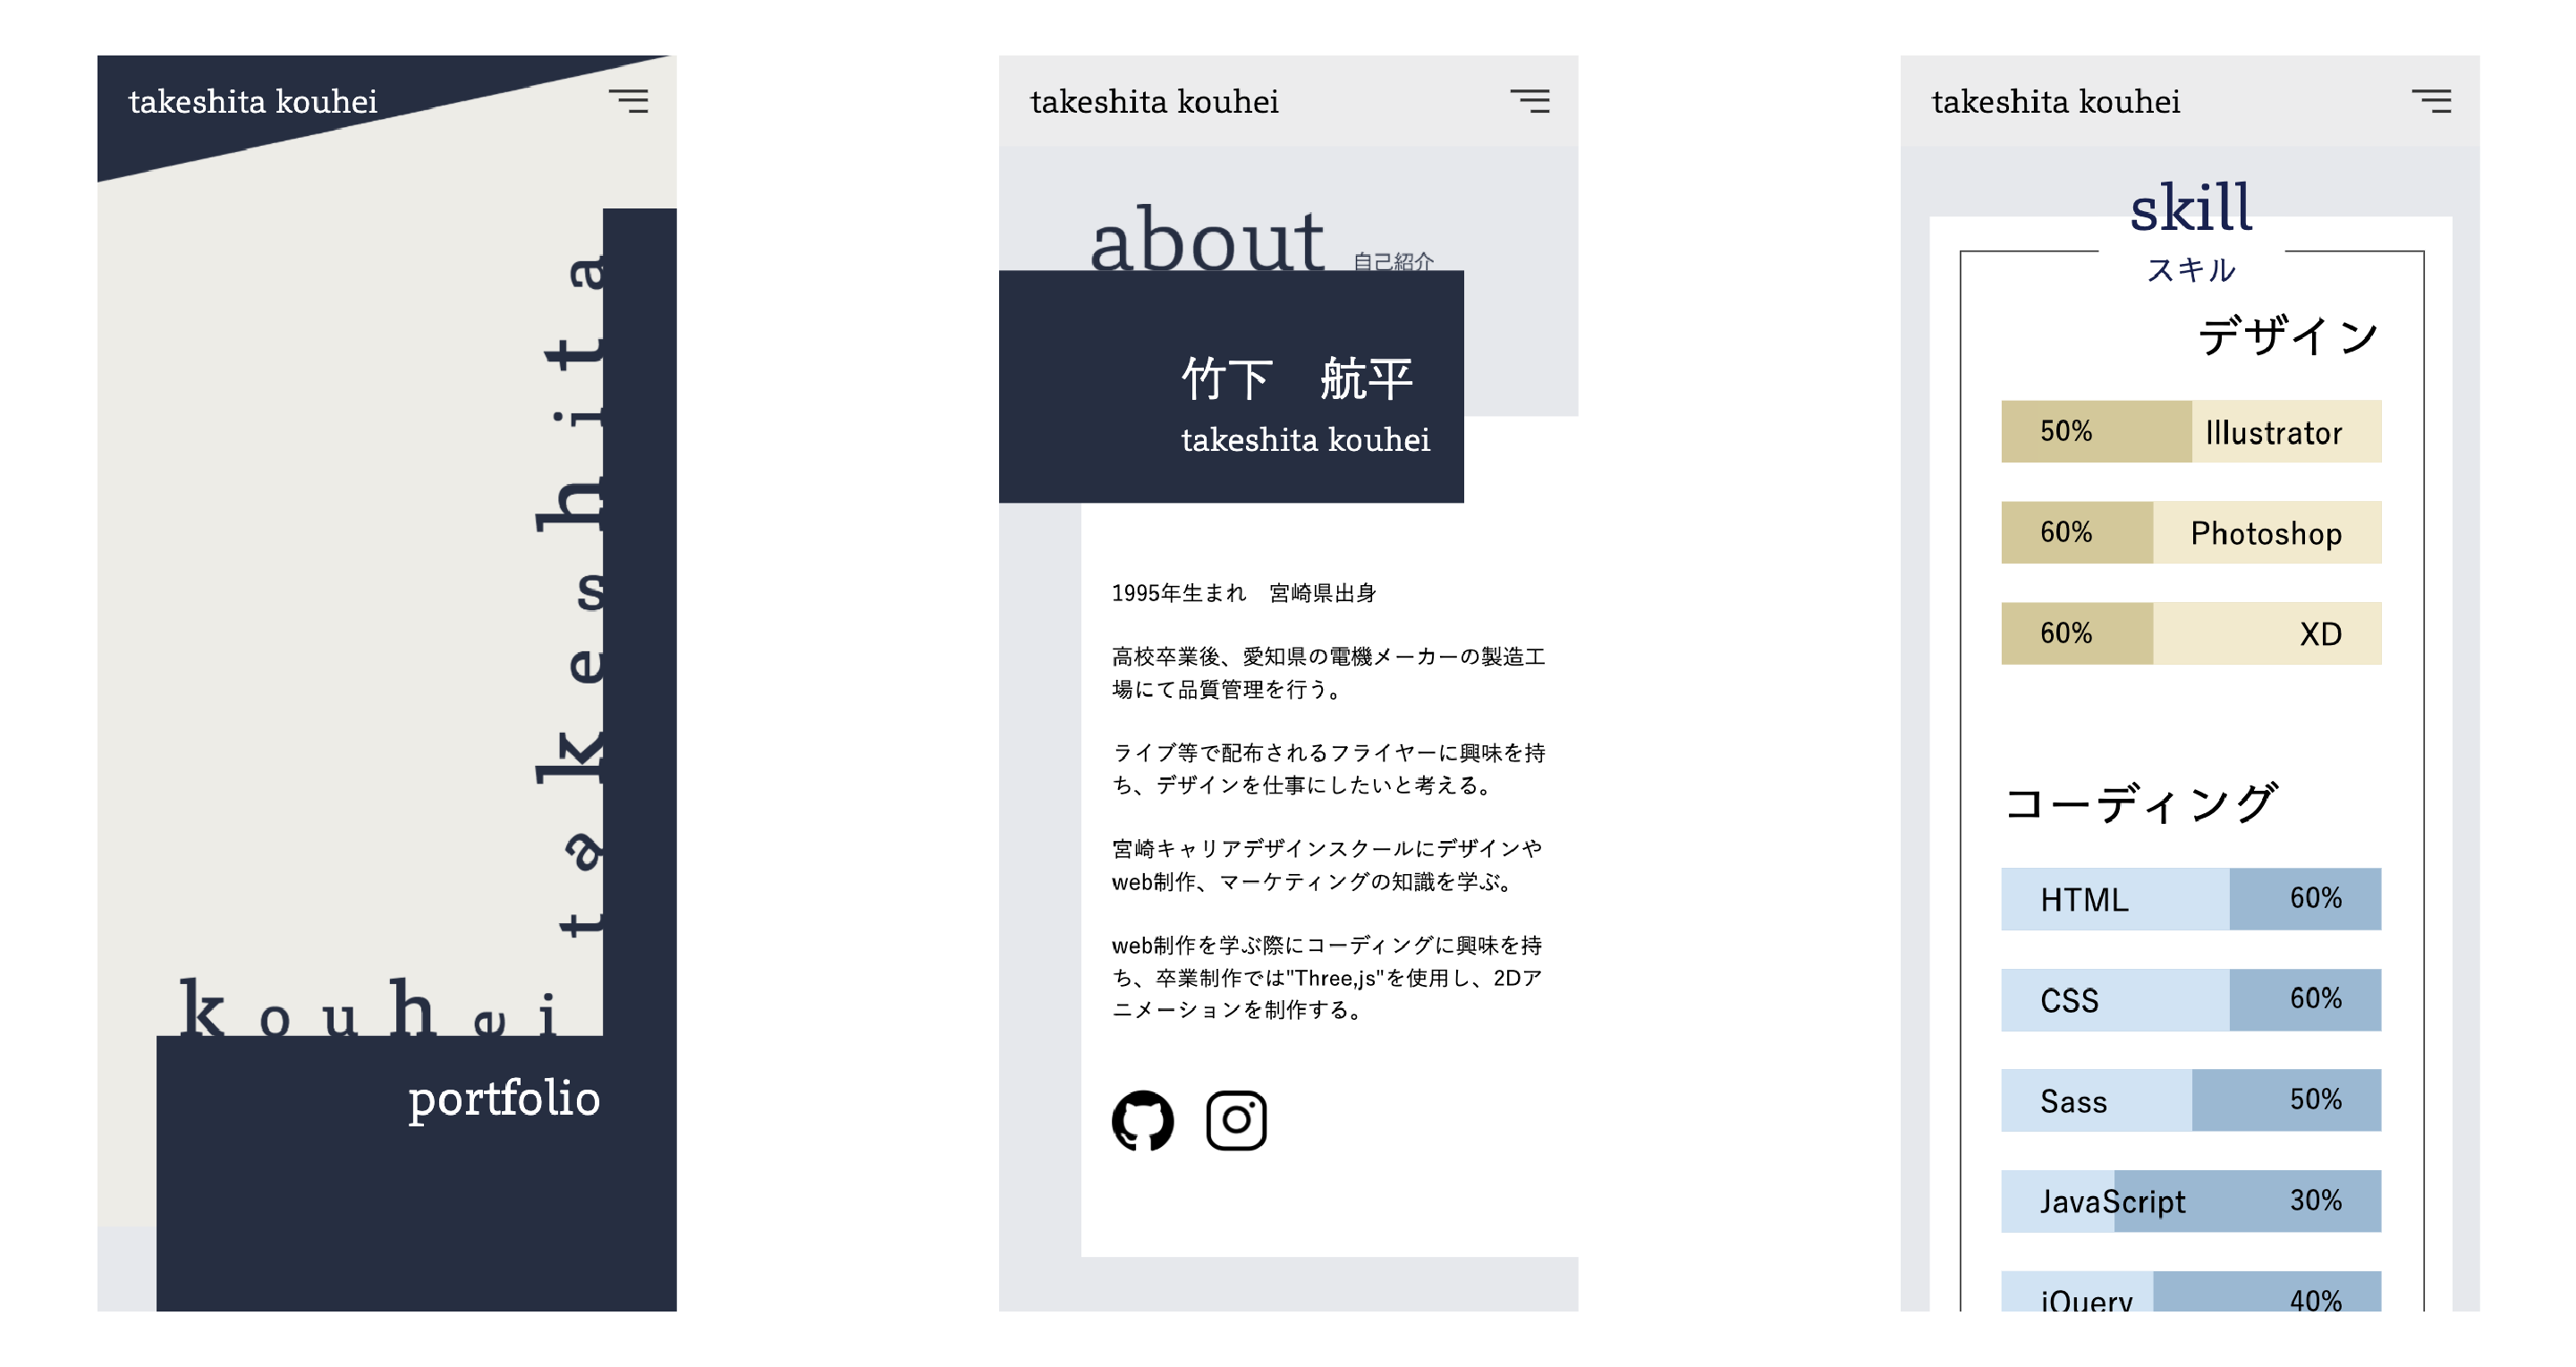 takeshita kouhei
takeshita
kouhei
portfolio
takeshita kouhei
about 自己紹介
竹下　航平
takeshita kouhei
1995年生まれ　宮崎県出身
高校卒業後、愛知県の電機メーカーの製造工
場にて品質管理を行う。
ライブ等で配布されるフライヤーに興味を持
ち、デザインを仕事にしたいと考える。
宮崎キャリアデザインスクールにデザインや
web制作、マーケティングの知識を学ぶ。
web制作を学ぶ際にコーディングに興味を持
ち、卒業制作では"Three,js"を使用し、2Dア
ニメーションを制作する。
takeshita kouhei
skill
スキル
デザイン
50% Illustrator
60% Photoshop
60% XD
コーディング
HTML 60%
CSS 60%
Sass 50%
JavaScript 30%
jQuery 40%